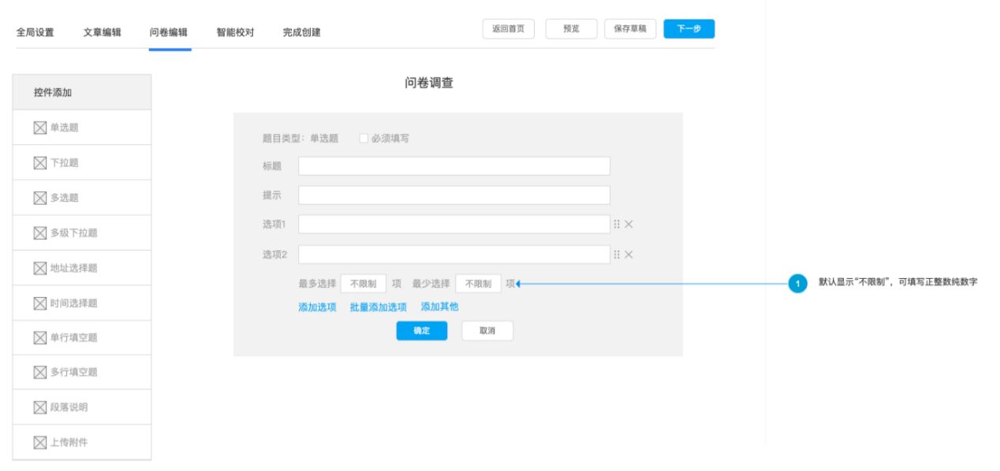 全局设置 文章编辑 问卷编辑 智能校对 完成创建 返回首页 预览 保存草稿 下一步
控件添加
单选题
下拉题
多选题
多级下拉题
地址选择题
时间选择题
单行填空题
多行填空题
段落说明
上传附件
问卷调查
题目类型：单选题 必须填写
标题
提示
选项1
选项2
最多选择 不限制 项 最少选择 不限制 项
添加选项 批量添加选项 添加其他
确定 取消
1 默认显示“不限制”，可填写正整数纯数字